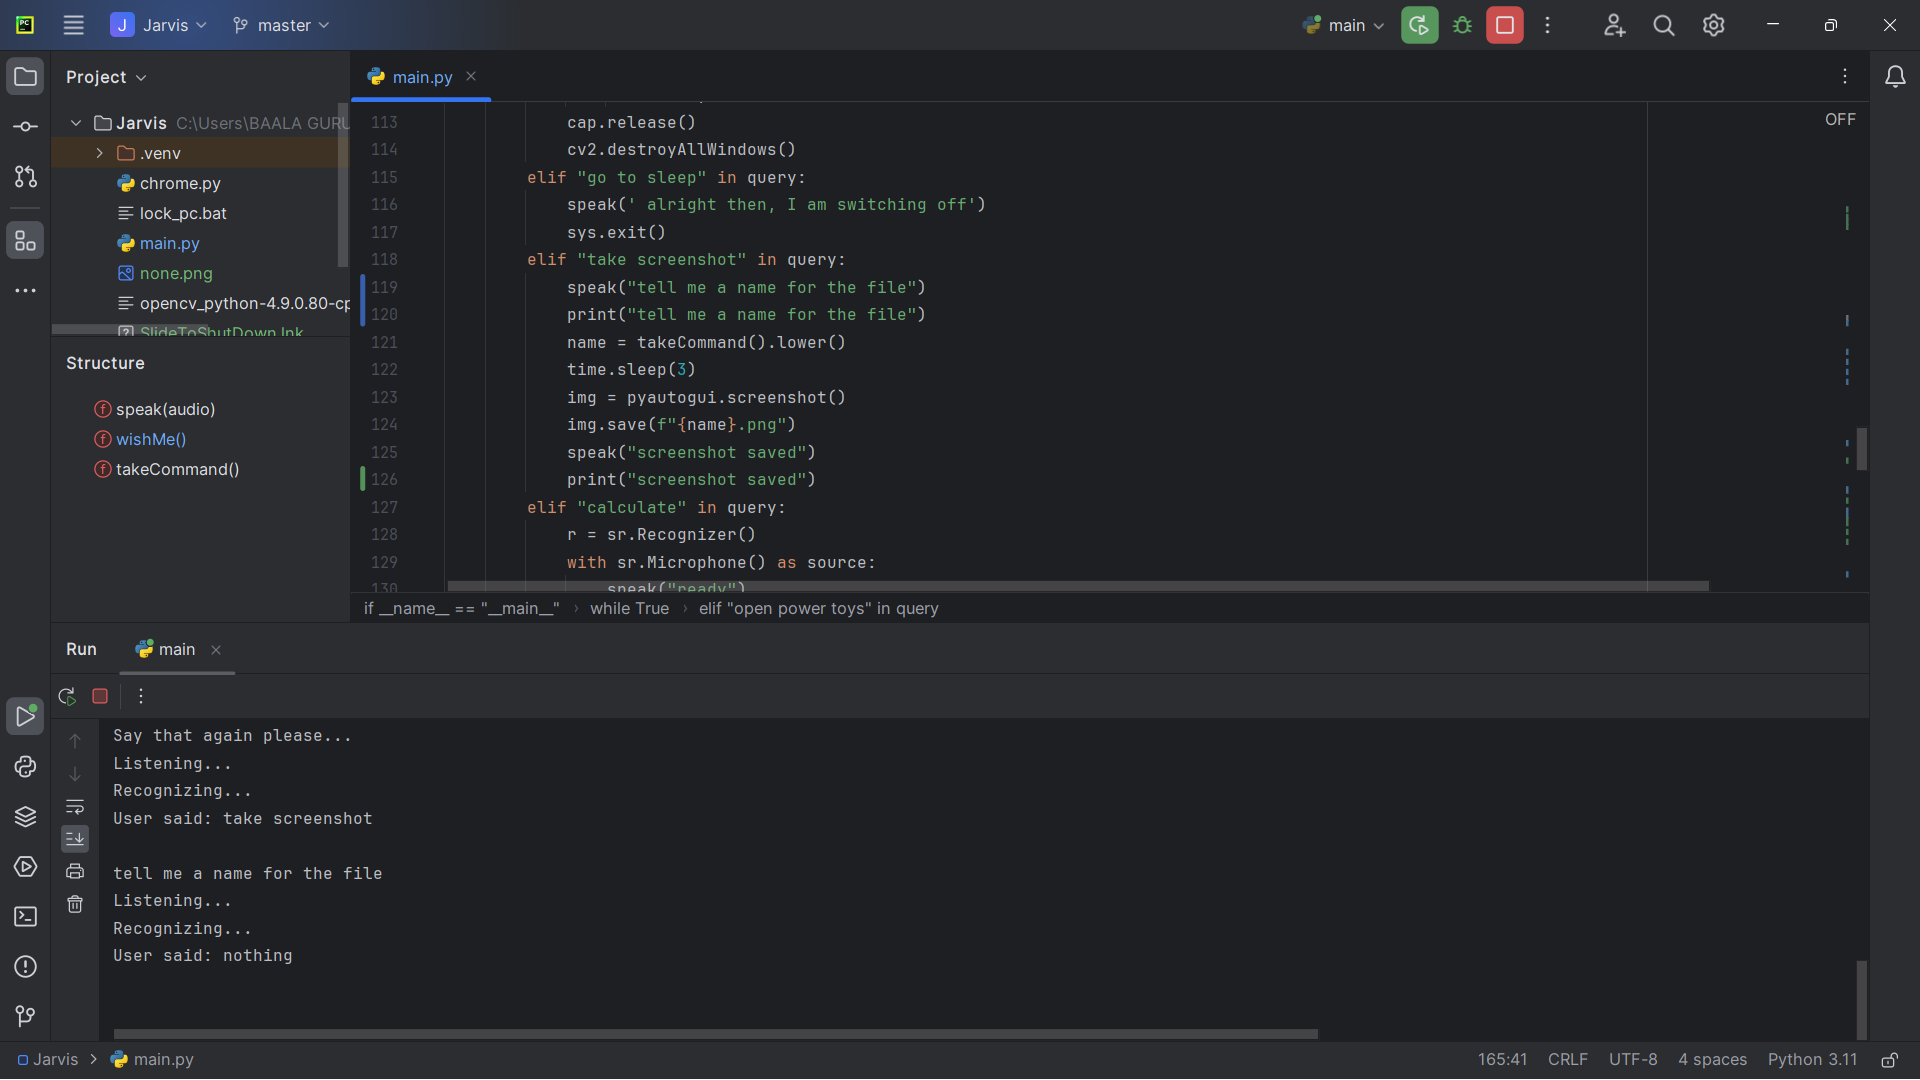 PC
J Jarvis master main
Project
main.py
Jarvis C:\Users\BAALA GURU
.venv
chrome.py
lock_pc.bat
main.py
none.png
opencv_python-4.9.0.80-cp
SlideToShutDown.lnk
Structure
speak(audio)
wishMe()
takeCommand()
OFF
113 cap.release()
114 cv2.destroyAllWindows()
115 elif "go to sleep" in query:
116 speak(' alright then, I am switching off')
117 sys.exit()
118 elif "take screenshot" in query:
119 speak("tell me a name for the file")
120 print("tell me a name for the file")
121 name = takeCommand().lower()
122 time.sleep(3)
123 img = pyautogui.screenshot()
124 img.save(f"{name}.png")
125 speak("screenshot saved")
126 print("screenshot saved")
127 elif "calculate" in query:
128 r = sr.Recognizer()
129 with sr.Microphone() as source:
130 speak("ready")
if __name__ == "__main__" › while True › elif "open power toys" in query
Run main
Say that again please...
Listening...
Recognizing...
User said: take screenshot
tell me a name for the file
Listening...
Recognizing...
User said: nothing
Jarvis > main.py
165:41 CRLF UTF-8 4 spaces Python 3.11